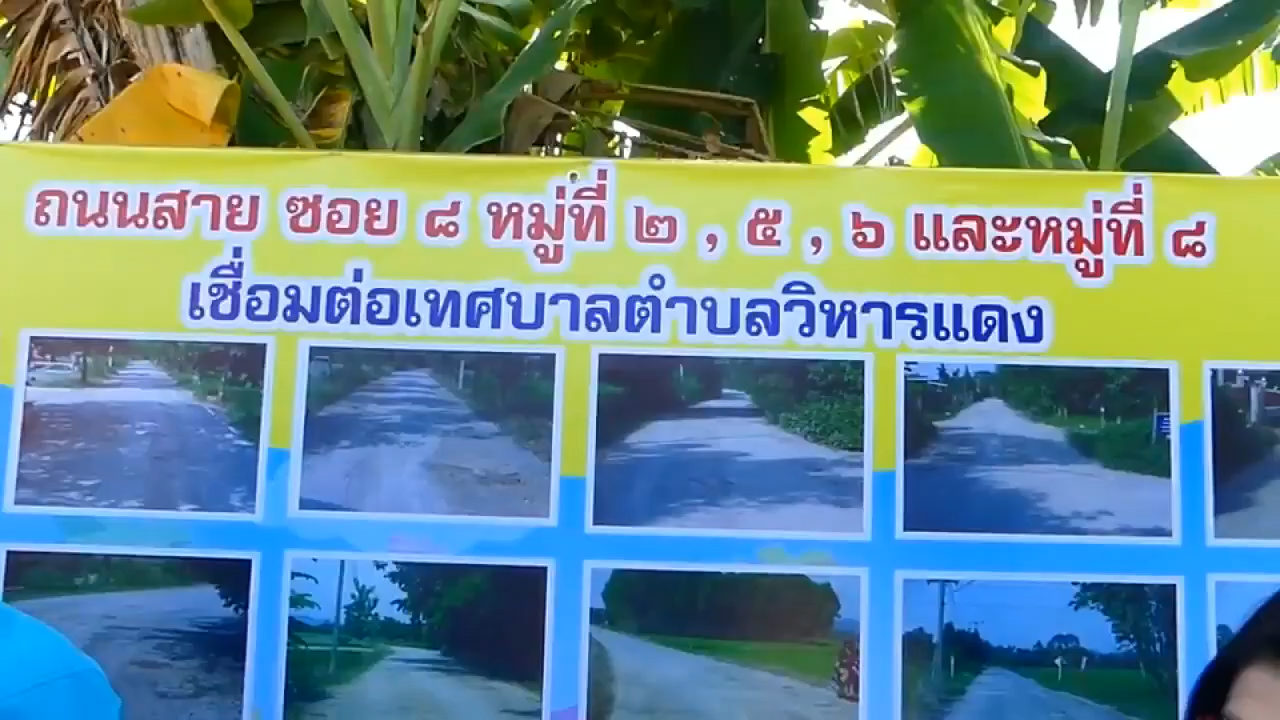 ถนนสาย ซอย ๘ หมู่ที่ ๒ , ๕ , ๖ และหมู่ที่ ๘
เชื่อมต่อเทศบาลตำบลวิหารแดง